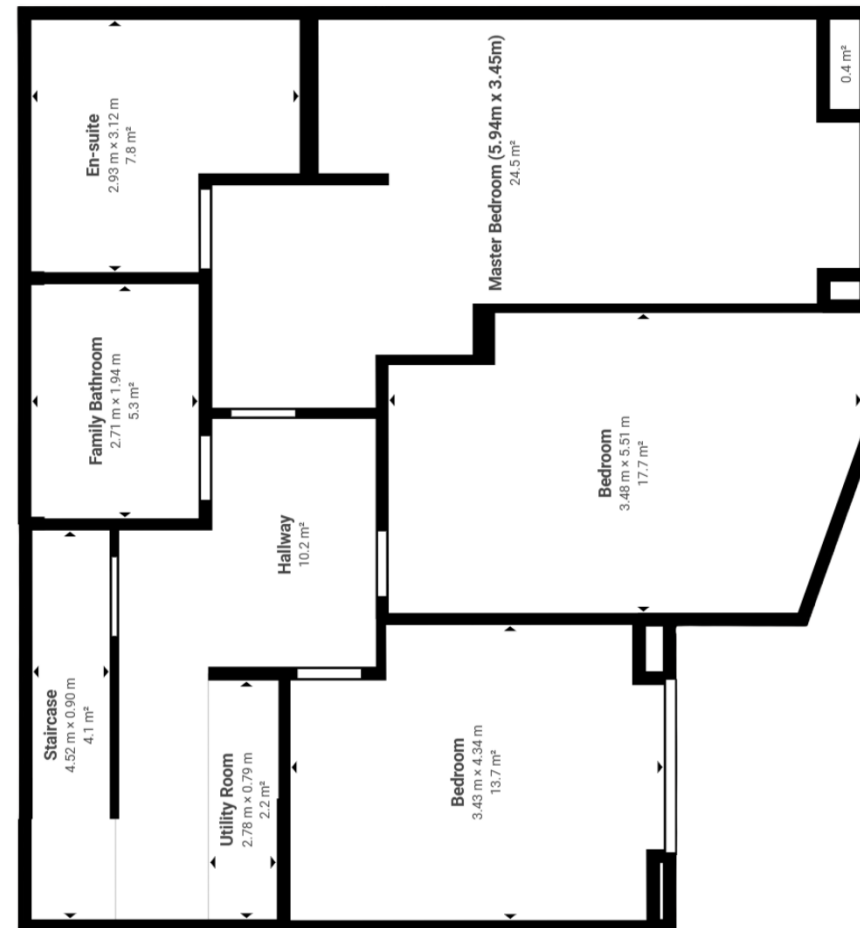 En-suite
2.93 m × 3.12 m
7.8 m²
Master Bedroom (5.94m x 3.45m)
24.5 m²
0.4 m²
Family Bathroom
2.71 m × 1.94 m
5.3 m²
Hallway
10.2 m²
Bedroom
3.48 m × 5.51 m
17.7 m²
Staircase
4.52 m × 0.90 m
4.1 m²
Utility Room
2.78 m × 0.79 m
2.2 m²
Bedroom
3.43 m × 4.34 m
13.7 m²